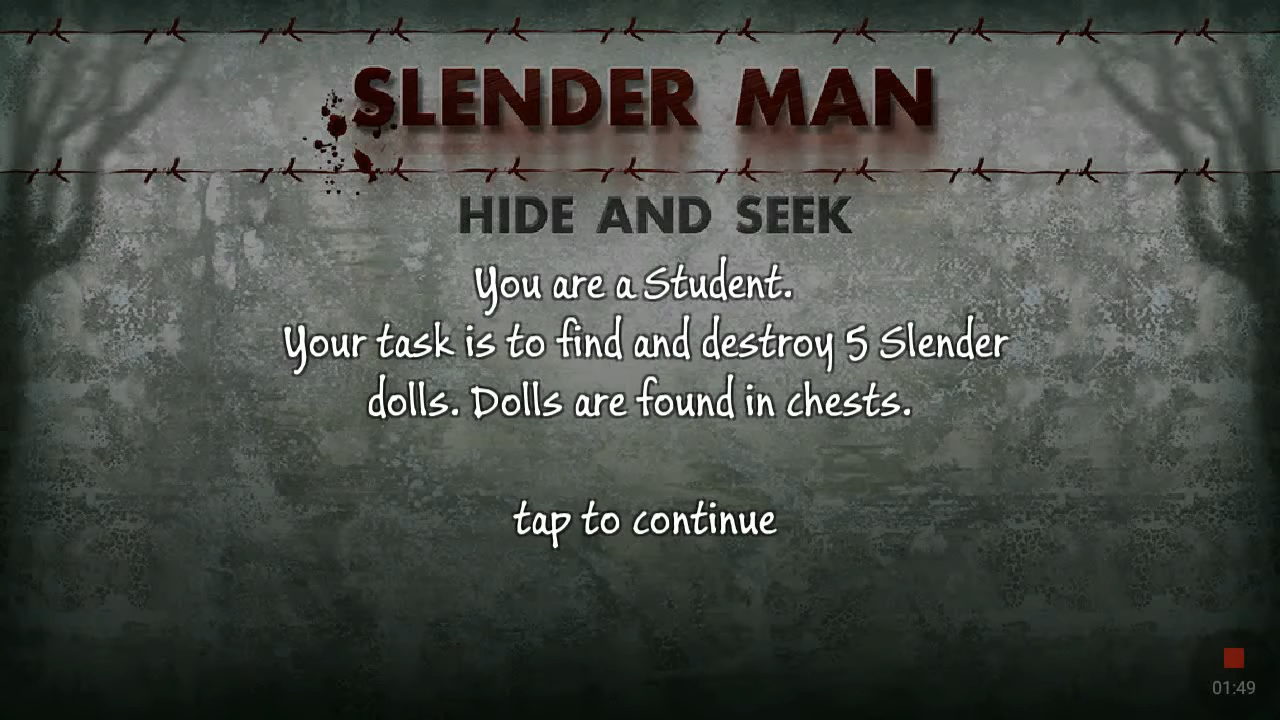 SLENDER MAN
HIDE AND SEEK
You are a Student.
Your task is to find and destroy 5 Slender
dolls. Dolls are found in chests.
tap to continue
01:49